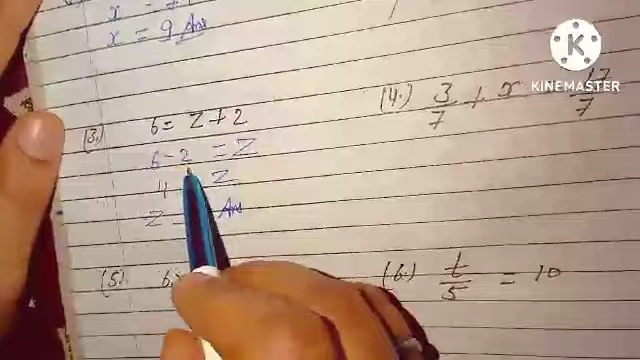 x = 9 Ans
(3.) 6 = Z + 2
6 - 2 = Z
4 Z
Z Ans
(4.) 3/7 + x 17/7
KINEMASTER
(5). 6
(6.) t/5 = 10